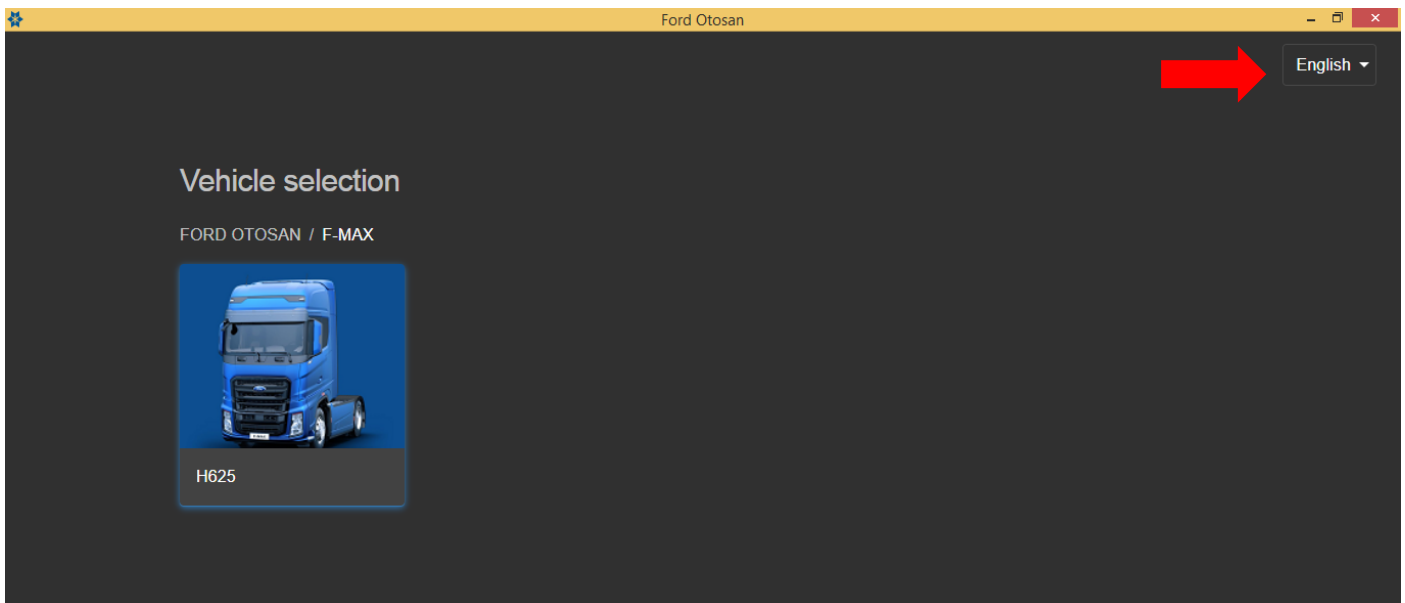 Ford Otosan
English
Vehicle selection
FORD OTOSAN / F-MAX
H625